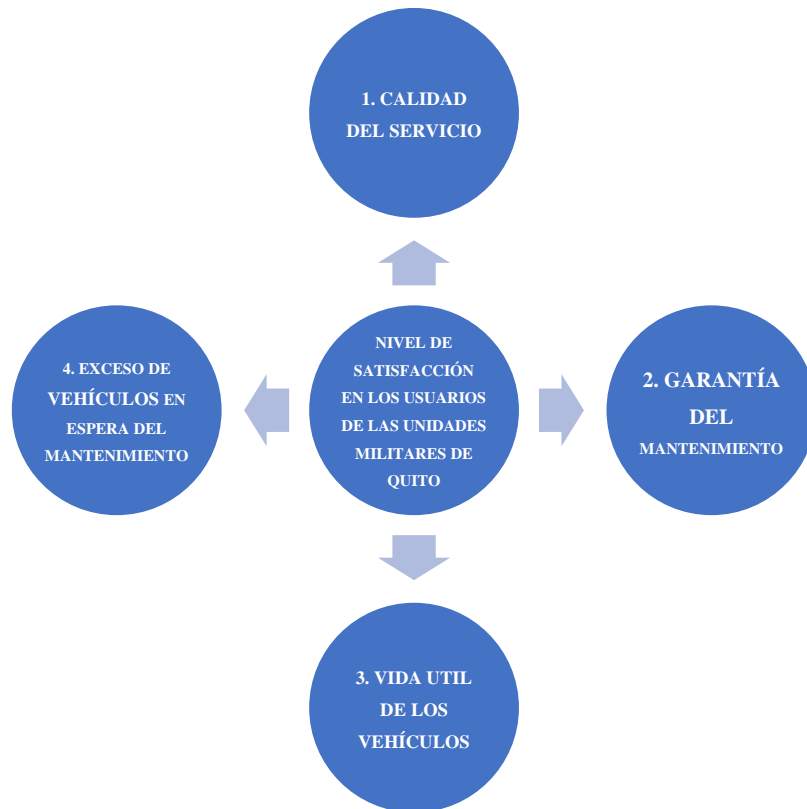 1. CALIDAD
DEL SERVICIO
NIVEL DE
SATISFACCIÓN
EN LOS USUARIOS
DE LAS UNIDADES
MILITARES DE
QUITO
2. GARANTÍA
DEL
MANTENIMIENTO
3. VIDA UTIL
DE LOS
VEHÍCULOS
4. EXCESO DE
VEHÍCULOS EN
ESPERA DEL
MANTENIMIENTO